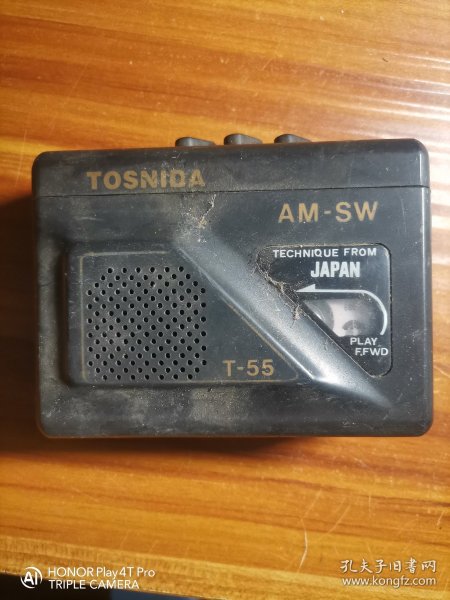 TOSNIDA
AM-SW
TECHNIQUE FROM
JAPAN
PLAY
F.FWD
T-55
AI HONOR Play4T Pro
TRIPLE CAMERA
孔夫子旧书网
www.kongfz.com